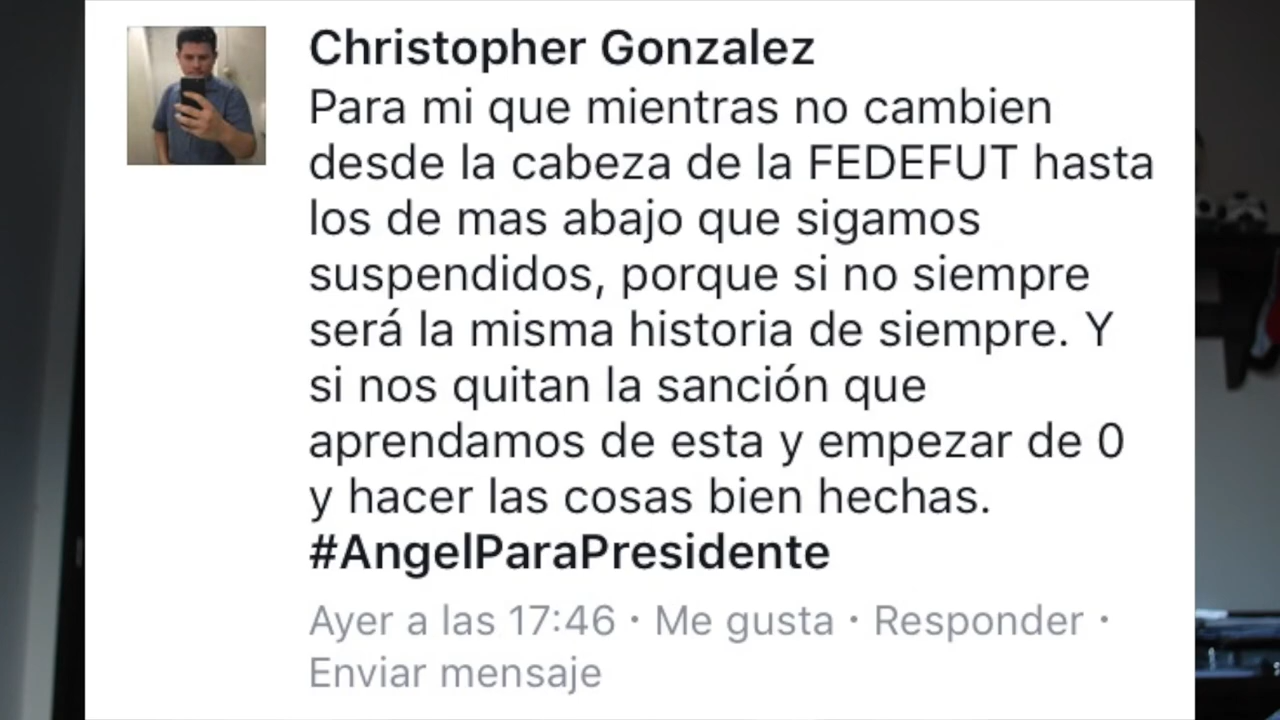 Christopher Gonzalez
Para mi que mientras no cambien
desde la cabeza de la FEDEFUT hasta
los de mas abajo que sigamos
suspendidos, porque si no siempre
será la misma historia de siempre. Y
si nos quitan la sanción que
aprendamos de esta y empezar de 0
y hacer las cosas bien hechas.
#AngelParaPresidente
Ayer a las 17:46 · Me gusta · Responder ·
Enviar mensaje